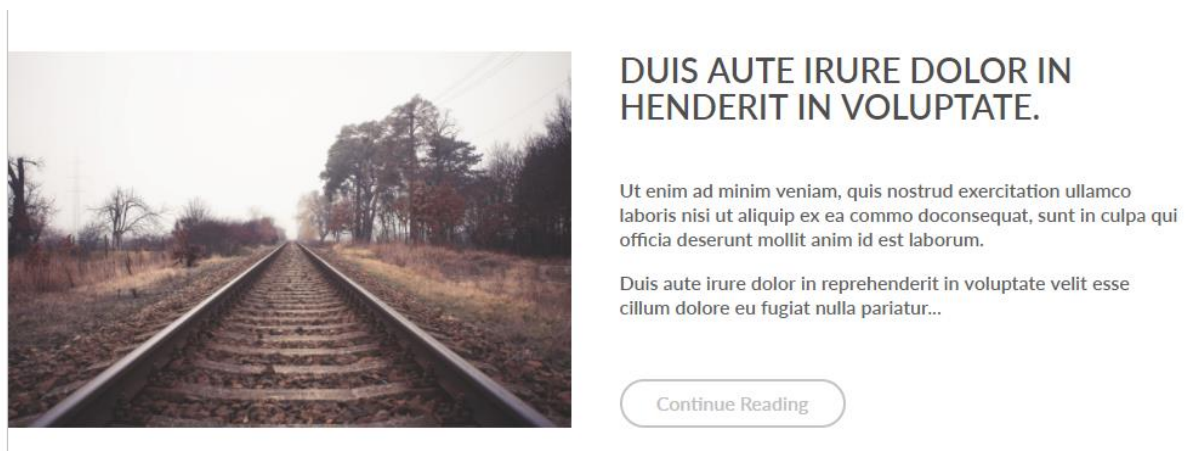 DUIS AUTE IRURE DOLOR IN
HENDERIT IN VOLUPTATE.
Ut enim ad minim veniam, quis nostrud exercitation ullamco
laboris nisi ut aliquip ex ea commo doconsequat, sunt in culpa qui
officia deserunt mollit anim id est laborum.
Duis aute irure dolor in reprehenderit in voluptate velit esse
cillum dolore eu fugiat nulla pariatur...
Continue Reading